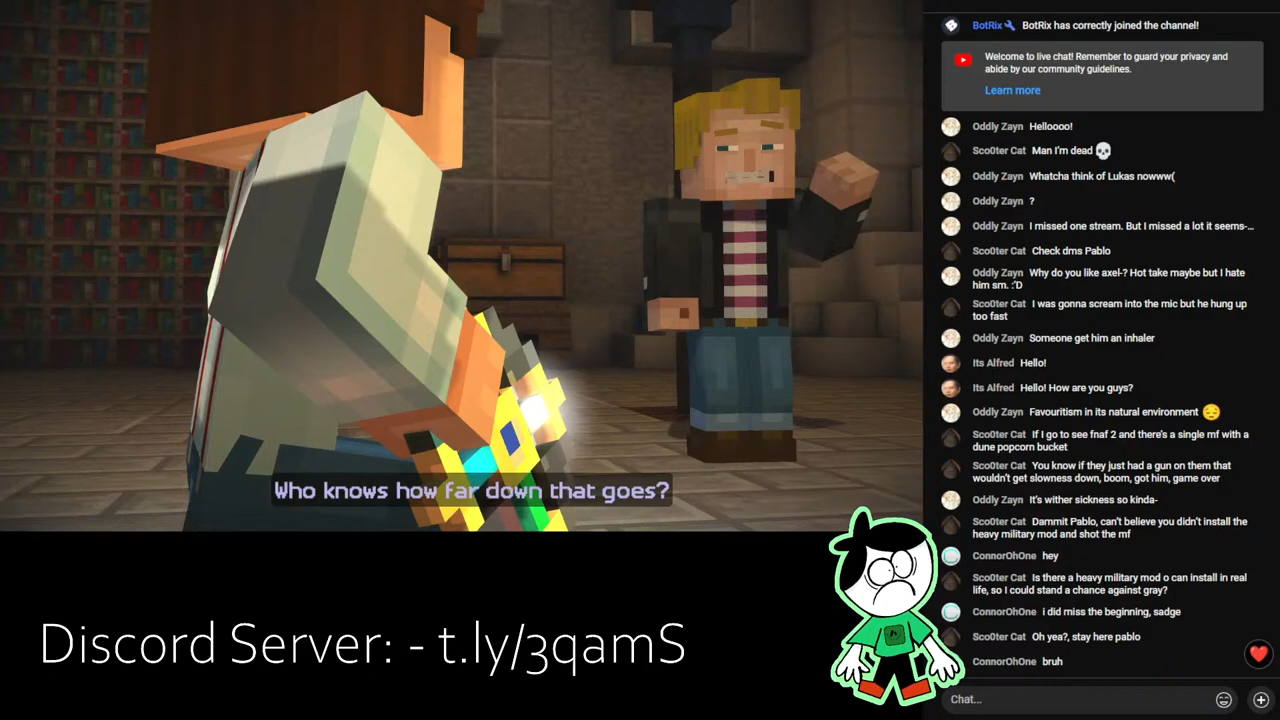 Who knows how far down that goes?
Discord Server: - t.ly/3qamS
BotRix BotRix has correctly joined the channel!
Welcome to live chat! Remember to guard your privacy and
abide by our community guidelines.
Learn more
Oddly Zayn Helloooo!
Sco0ter Cat Man I'm dead 💀
Oddly Zayn Whatcha think of Lukas nowww(
Oddly Zayn ?
Oddly Zayn I missed one stream. But I missed a lot it seems-...
Sco0ter Cat Check dms Pablo
Oddly Zayn Why do you like axel-? Hot take maybe but I hate
him sm. :'D
Sco0ter Cat I was gonna scream into the mic but he hung up
too fast
Oddly Zayn Someone get him an inhaler
Its Alfred Hello!
Its Alfred Hello! How are you guys?
Oddly Zayn Favouritism in its natural environment 😔
Sco0ter Cat If I go to see fnaf 2 and there's a single mf with a
dune popcorn bucket
Sco0ter Cat You know if they just had a gun on them that
wouldn't get slowness down, boom, got him, game over
Oddly Zayn It's wither sickness so kinda-
Sco0ter Cat Dammit Pablo, can't believe you didn't install the
heavy military mod and shot the mf
ConnorOhOne hey
Sco0ter Cat Is there a heavy military mod o can install in real
life, so I could stand a chance against gray?
ConnorOhOne i did miss the beginning, sadge
Sco0ter Cat Oh yea?, stay here pablo
ConnorOhOne bruh
Chat...